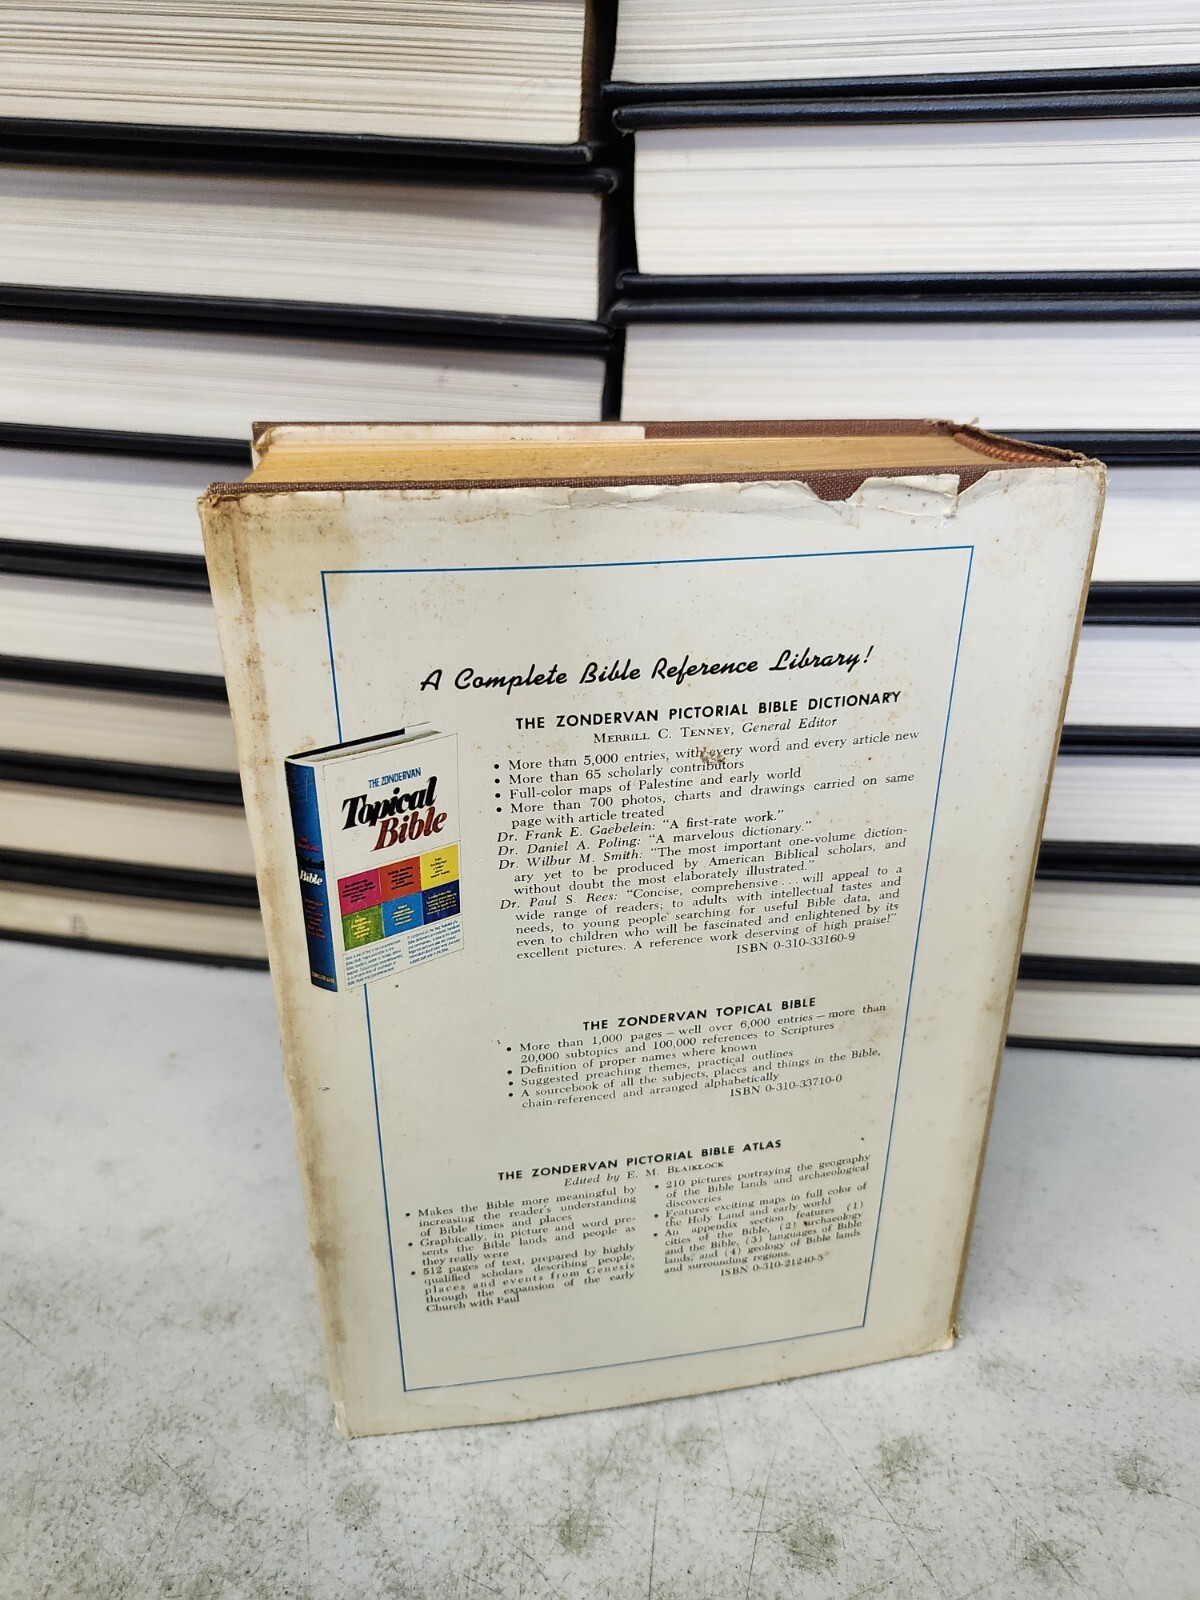 A Complete Bible Reference Library!
THE ZONDERVAN PICTORIAL BIBLE DICTIONARY
MERRILL C. TENNEY, General Editor
• More than 5,000 entries, with every word and every article new
• More than 65 scholarly contributors
• Full-color maps of Palestine and early world
• More than 700 photos, charts and drawings carried on same
page with article treated
Dr. Frank E. Gaebelein: “A first-rate work.”
Dr. Daniel A. Poling: “A marvelous dictionary.”
Dr. Wilbur M. Smith: “The most important one-volume diction-
ary yet to be produced by American Biblical scholars, and
without doubt the most elaborately illustrated.”
Dr. Paul S. Rees: “Concise, comprehensive . . . will appeal to a
wide range of readers; to adults with intellectual tastes and
needs, to young people searching for useful Bible data, and
even to children who will be fascinated and enlightened by its
excellent pictures. A reference work deserving of high praise!”
ISBN 0-310-33160-9
THE ZONDERVAN
Topical
Bible
Bible
THE ZONDERVAN TOPICAL BIBLE
• More than 1,000 pages — well over 6,000 entries — more than
20,000 subtopics and 100,000 references to Scriptures
• Definition of proper names where known
• Suggested preaching themes, practical outlines
• A sourcebook of all the subjects, places and things in the Bible,
chain-referenced and arranged alphabetically
ISBN 0-310-33710-0
THE ZONDERVAN PICTORIAL BIBLE ATLAS
Edited by E. M. BLAIKLOCK
• Makes the Bible more meaningful by
increasing the reader's understanding
of Bible times and places
• Graphically, in picture and word pre-
sents the Bible lands and people as
they really were
• 512 pages of text, prepared by highly
qualified scholars describing people,
places and events from Genesis
through the expansion of the early
Church with Paul
• 210 pictures portraying the geography
of the Bible lands and archaeological
discoveries
• Features exciting maps in full color of
the Holy Land and early world
• An appendix section features (1)
cities of the Bible, (2) archaeology
and the Bible, (3) languages of Bible
lands, and (4) geology of Bible lands
and surrounding regions.
ISBN 0-310-21240-5